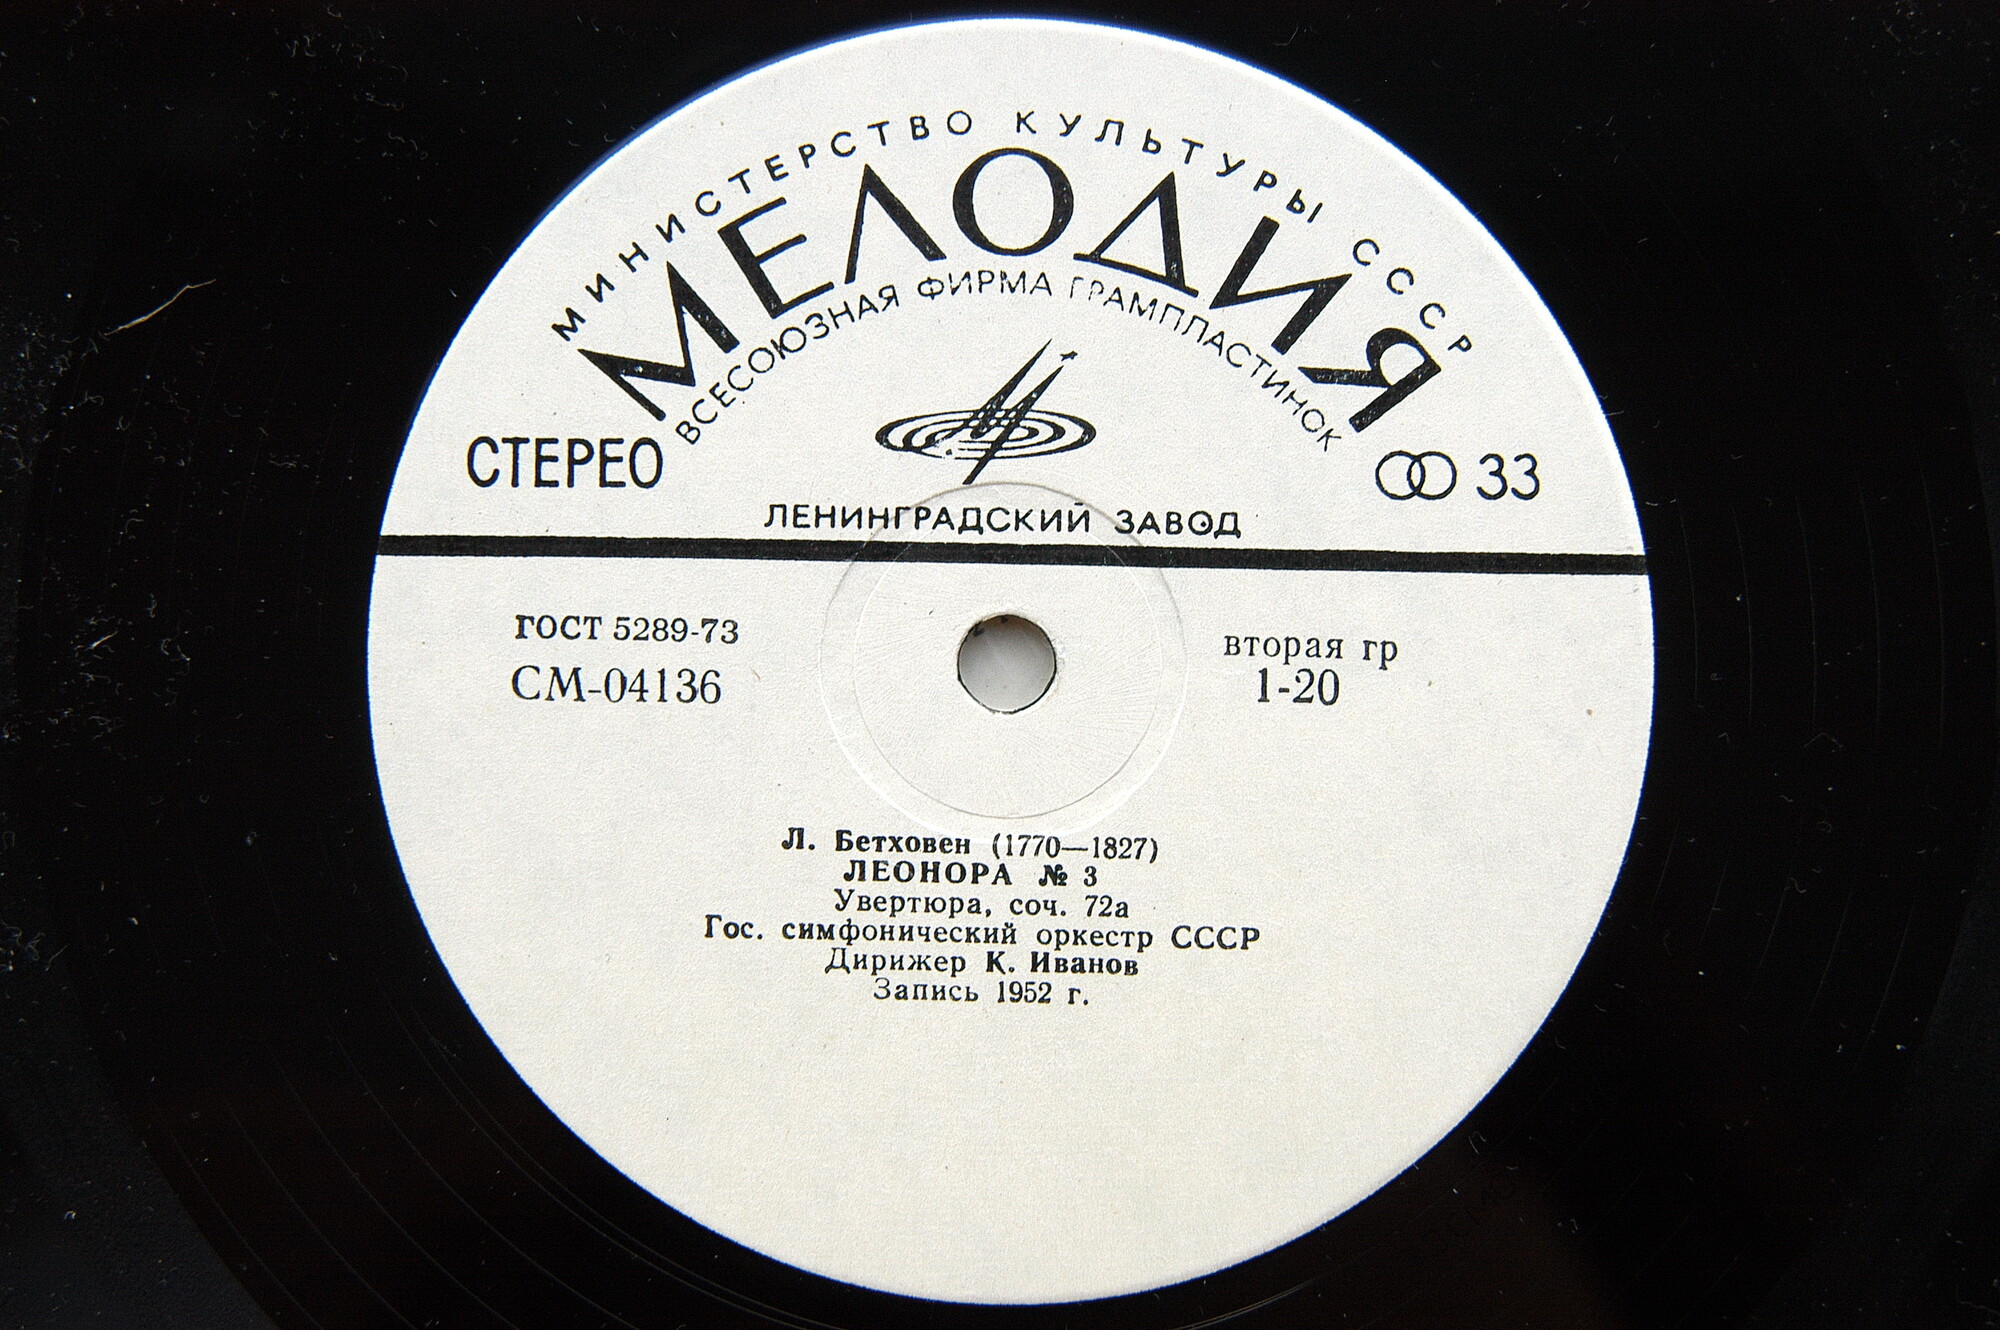 МИНИСТЕРСТВО КУЛЬТУРЫ СССР
МЕЛОДИЯ
ВСЕСОЮЗНАЯ ФИРМА ГРАМПЛАСТИНОК
СТЕРЕО
33
ЛЕНИНГРАДСКИЙ ЗАВОД
ГОСТ 5289-73
СМ-04136
вторая гр
1-20
Л. Бетховен (1770—1827)
ЛЕОНОРА № 3
Увертюра, соч. 72а
Гос. симфонический оркестр СССР
Дирижер К. Иванов
Запись 1952 г.